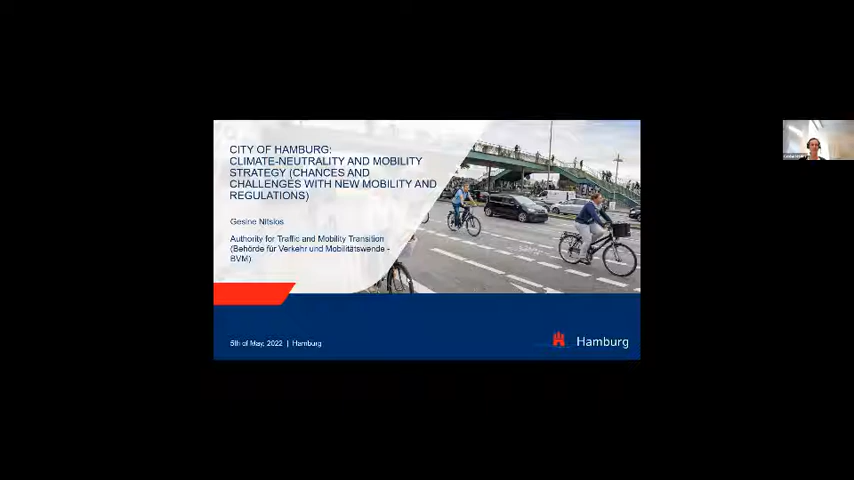 CITY OF HAMBURG:
CLIMATE-NEUTRALITY AND MOBILITY
STRATEGY (CHANCES AND
CHALLENGES WITH NEW MOBILITY AND
REGULATIONS)
Gesine Nitsios
Authority for Traffic and Mobility Transition
(Behörde für Verkehr und Mobilitätswende -
BVM)
5th of May, 2022 | Hamburg
Hamburg